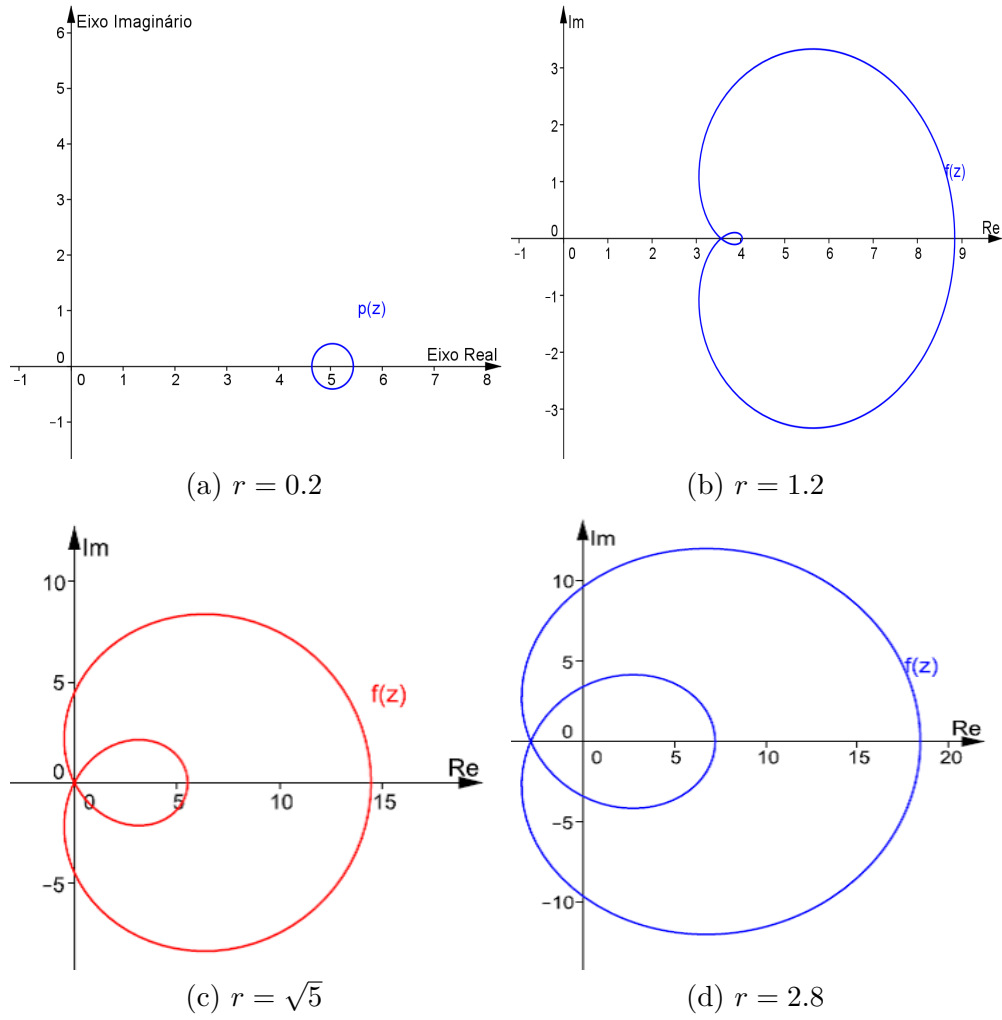 Eixo Imaginário
6
5
4
3
2
1
0
p(z)
Eixo Real
−1 0 1 2 3 4 5 6 7 8
−1
(a) r = 0.2
Im
3
2
1
f(z)
0
Re
−1 0 1 2 3 4 5 6 7 8 9
−1
−2
−3
(b) r = 1.2
Im
10
5
f(z)
0
Re
0 5 10 15
−5
(c) r = √5
Im
10
5
f(z)
0
Re
0 5 10 15 20
−5
−10
(d) r = 2.8